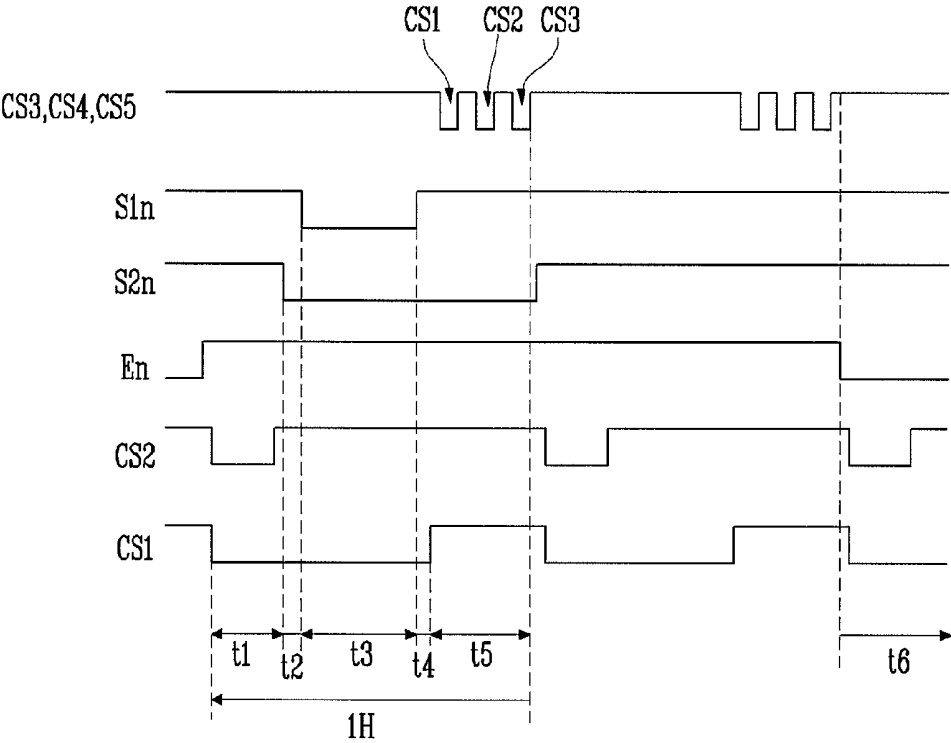 CS1 CS2 CS3
CS3,CS4,CS5
S1n
S2n
En
CS2
CS1
t1 t2 t3 t4 t5 t6
1H